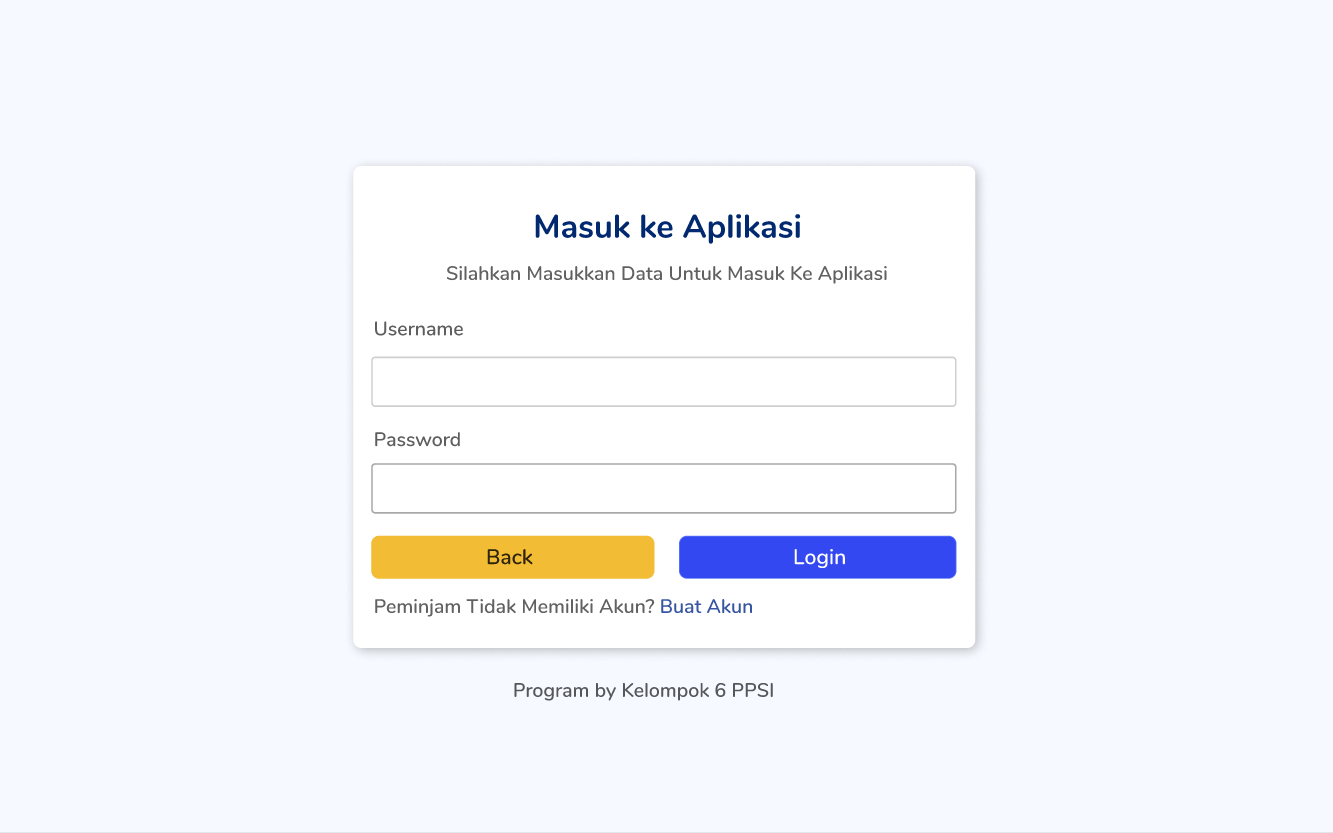 Masuk ke Aplikasi
Silahkan Masukkan Data Untuk Masuk Ke Aplikasi
Username
Password
Back
Login
Peminjam Tidak Memiliki Akun? Buat Akun
Program by Kelompok 6 PPSI